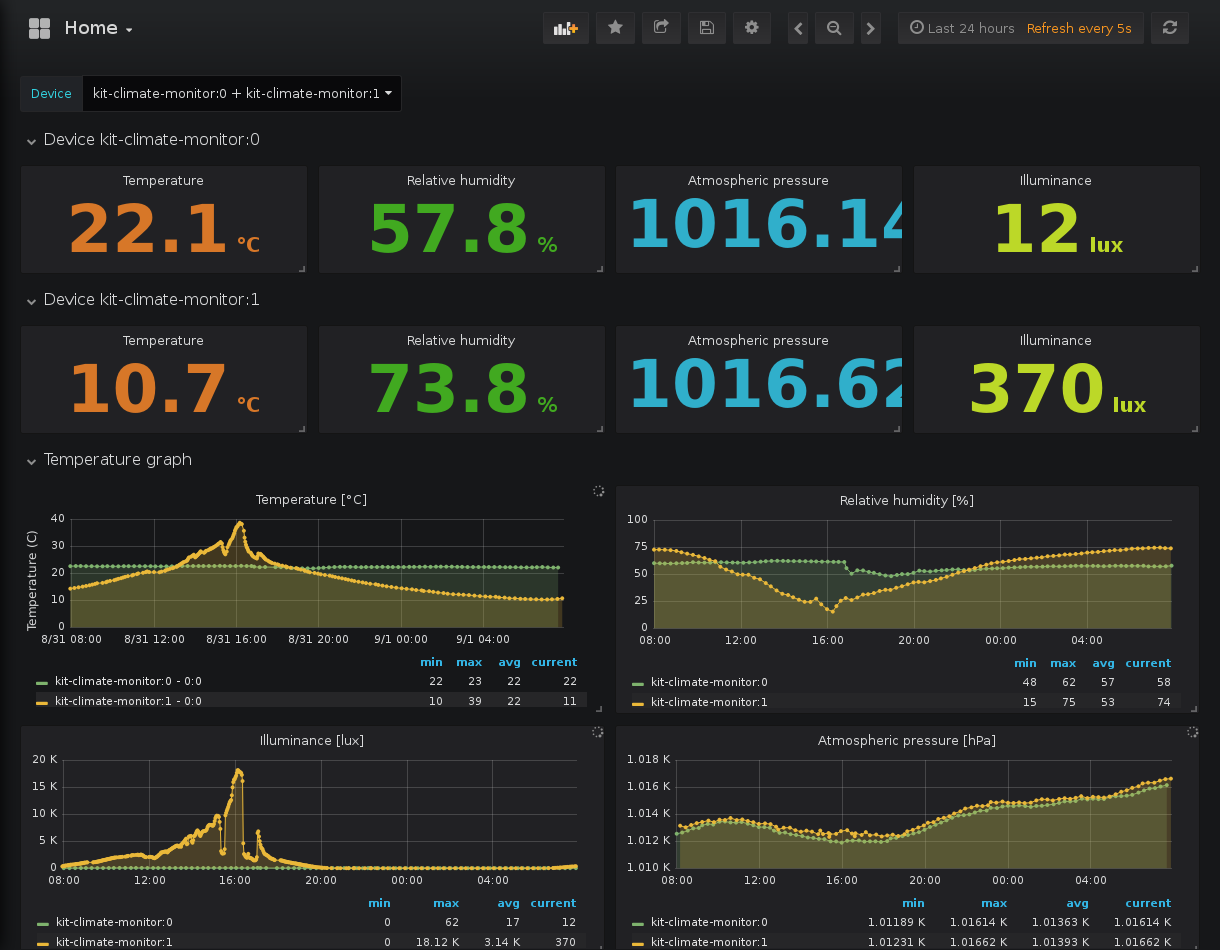 Home
Last 24 hours Refresh every 5s
Device kit-climate-monitor:0 + kit-climate-monitor:1
Device kit-climate-monitor:0
Temperature Relative humidity Atmospheric pressure Illuminance
22.1 °C 57.8 % 1016.14 12 lux
Device kit-climate-monitor:1
Temperature Relative humidity Atmospheric pressure Illuminance
10.7 °C 73.8 % 1016.62 370 lux
Temperature graph
Temperature [°C]
Temperature (C)
40
30
20
10
0
8/31 08:00 8/31 12:00 8/31 16:00 8/31 20:00 9/1 00:00 9/1 04:00
min max avg current
kit-climate-monitor:0 - 0:0 22 23 22 22
kit-climate-monitor:1 - 0:0 10 39 22 11
Relative humidity [%]
100
75
50
25
0
08:00 12:00 16:00 20:00 00:00 04:00
min max avg current
kit-climate-monitor:0 48 62 57 58
kit-climate-monitor:1 15 75 53 74
Illuminance [lux]
20 K
15 K
10 K
5 K
0
08:00 12:00 16:00 20:00 00:00 04:00
min max avg current
kit-climate-monitor:0 0 62 17 12
kit-climate-monitor:1 0 18.12 K 3.14 K 370
Atmospheric pressure [hPa]
1.018 K
1.016 K
1.014 K
1.012 K
1.010 K
08:00 12:00 16:00 20:00 00:00 04:00
min max avg current
kit-climate-monitor:0 1.01189 K 1.01614 K 1.01363 K 1.01614 K
kit-climate-monitor:1 1.01231 K 1.01662 K 1.01393 K 1.01662 K